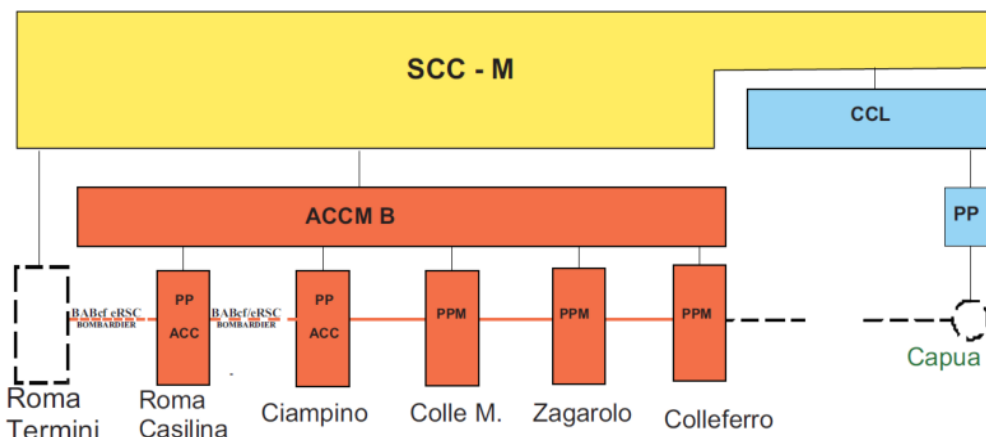 SCC - M
CCL
ACCM B
PP
BABcf eRSC
BOMBARDIER
PP
ACC
BABcf/eRSC
BOMBARDIER
PP
ACC
PPM
PPM
PPM
Capua
Roma
Termini
Roma
Casilina
Ciampino
Colle M.
Zagarolo
Colleferro